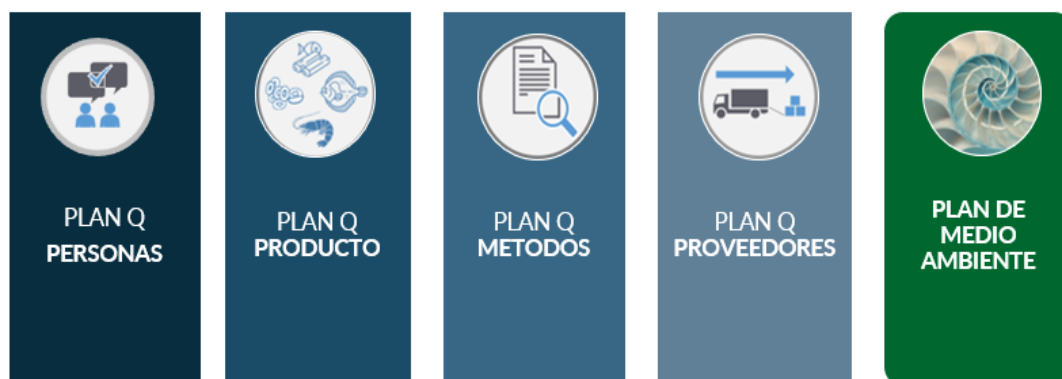 PLAN Q
PERSONAS
PLAN Q
PRODUCTO
PLAN Q
METODOS
PLAN Q
PROVEEDORES
PLAN DE
MEDIO
AMBIENTE